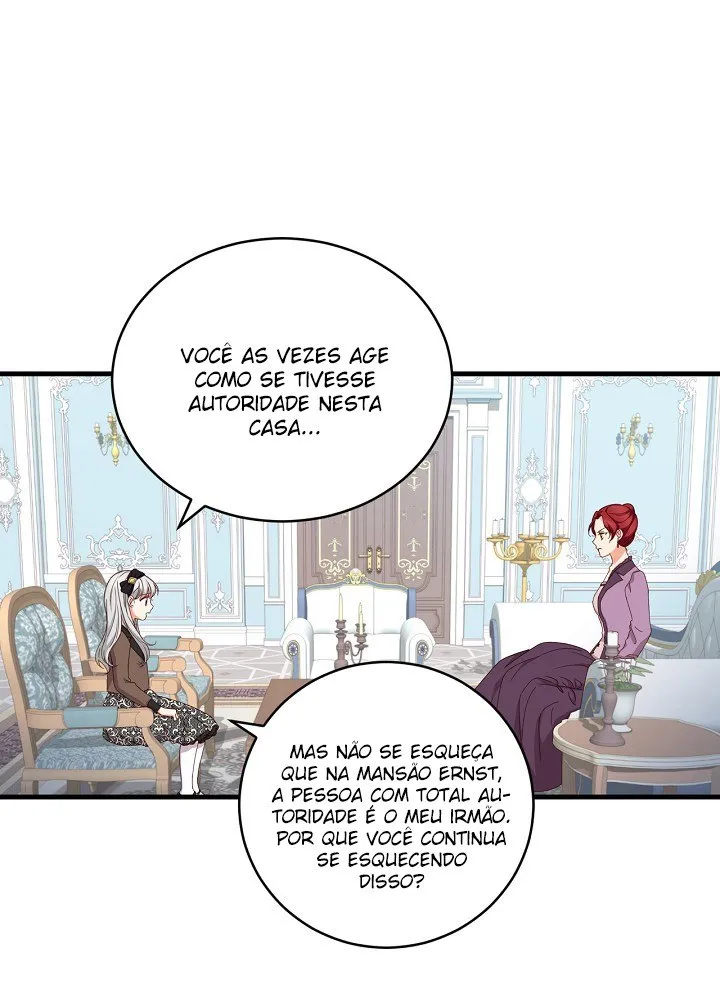 VOCÊ AS VEZES AGE
COMO SE TIVESSE
AUTORIDADE NESTA
CASA...
MAS NÃO SE ESQUEÇA
QUE NA MANSÃO ERNST,
A PESSOA COM TOTAL AU-
TORIDADE É O MEU IRMÃO.
POR QUE VOCÊ CONTINUA
SE ESQUECENDO
DISSO?